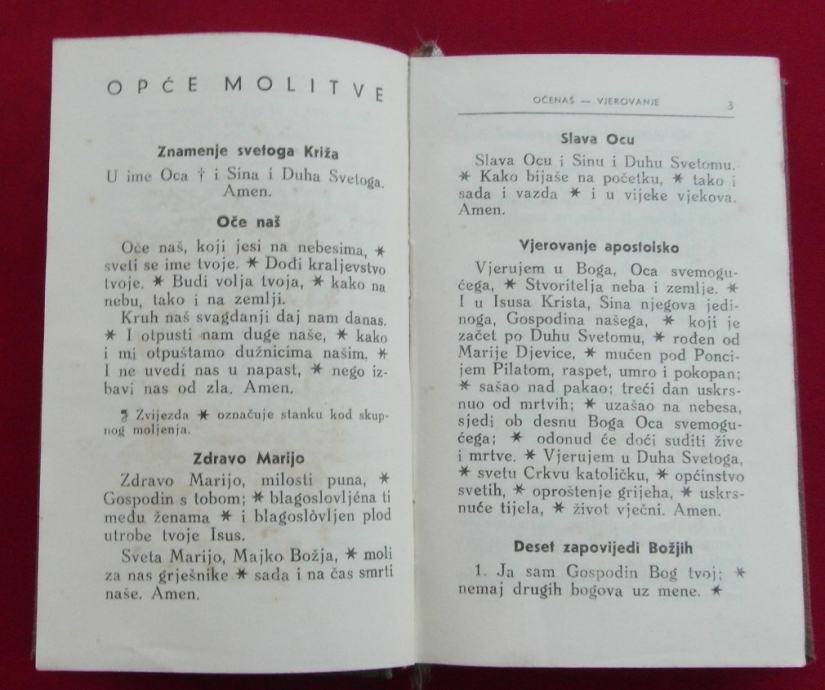 OPĆE MOLITVE
Znamenje svetoga Križa
U ime Oca † i Sina i Duha Svetoga.
Amen.
Oče naš
Oče naš, koji jesi na nebesima, *
sveti se ime tvoje. * Dođi kraljevstvo
tvoje. * Budi volja tvoja, * kako na
nebu, tako i na zemlji.
Kruh naš svagdanji daj nam danas.
* I otpusti nam duge naše, * kako
i mi otpuštamo dužnicima našim. *
I ne uvedi nas u napast, * nego iz-
bavi nas od zla. Amen.
¶ Zvijezda * označuje stanku kod skup-
nog moljenja.
Zdravo Marijo
Zdravo Marijo, milosti puna, *
Gospodin s tobom; * blagoslovljéna ti
među ženama * i blagoslòvljen plod
utrobe tvoje Isus.
Sveta Marijo, Majko Božja, * moli
za nas grješnike * sada i na čas smrti
naše. Amen.
OČENAŠ — VJEROVANJE 3
Slava Ocu
Slava Ocu i Sinu i Duhu Svetomu.
* Kako bijaše na početku, * tako i
sada i vazda * i u vijeke vjekova.
Amen.
Vjerovanje apostolsko
Vjerujem u Boga, Oca svemogu-
ćega, * Stvoritelja neba i zemlje. *
I u Isusa Krista, Sina njegova jedi-
noga, Gospodina našega, * koji je
začet po Duhu Svetomu, * rođen od
Marije Djevice, * mučen pod Ponci-
jem Pilatom, raspet, umro i pokopan;
* sašao nad pakao; treći dan uskrs-
nuo od mrtvih; * uzašao na nebesa,
sjedi ob desnu Boga Oca svemogu-
ćega; * odonud će doći suditi žive
i mrtve. * Vjerujem u Duha Svetoga,
* svetu Crkvu katoličku, * općinstvo
svetih, * oproštenje grijeha, * uskrs-
nuće tijela, * život vječni. Amen.
Deset zapovijedi Božjih
1. Ja sam Gospodin Bog tvoj: *
nemaj drugih bogova uz mene. *